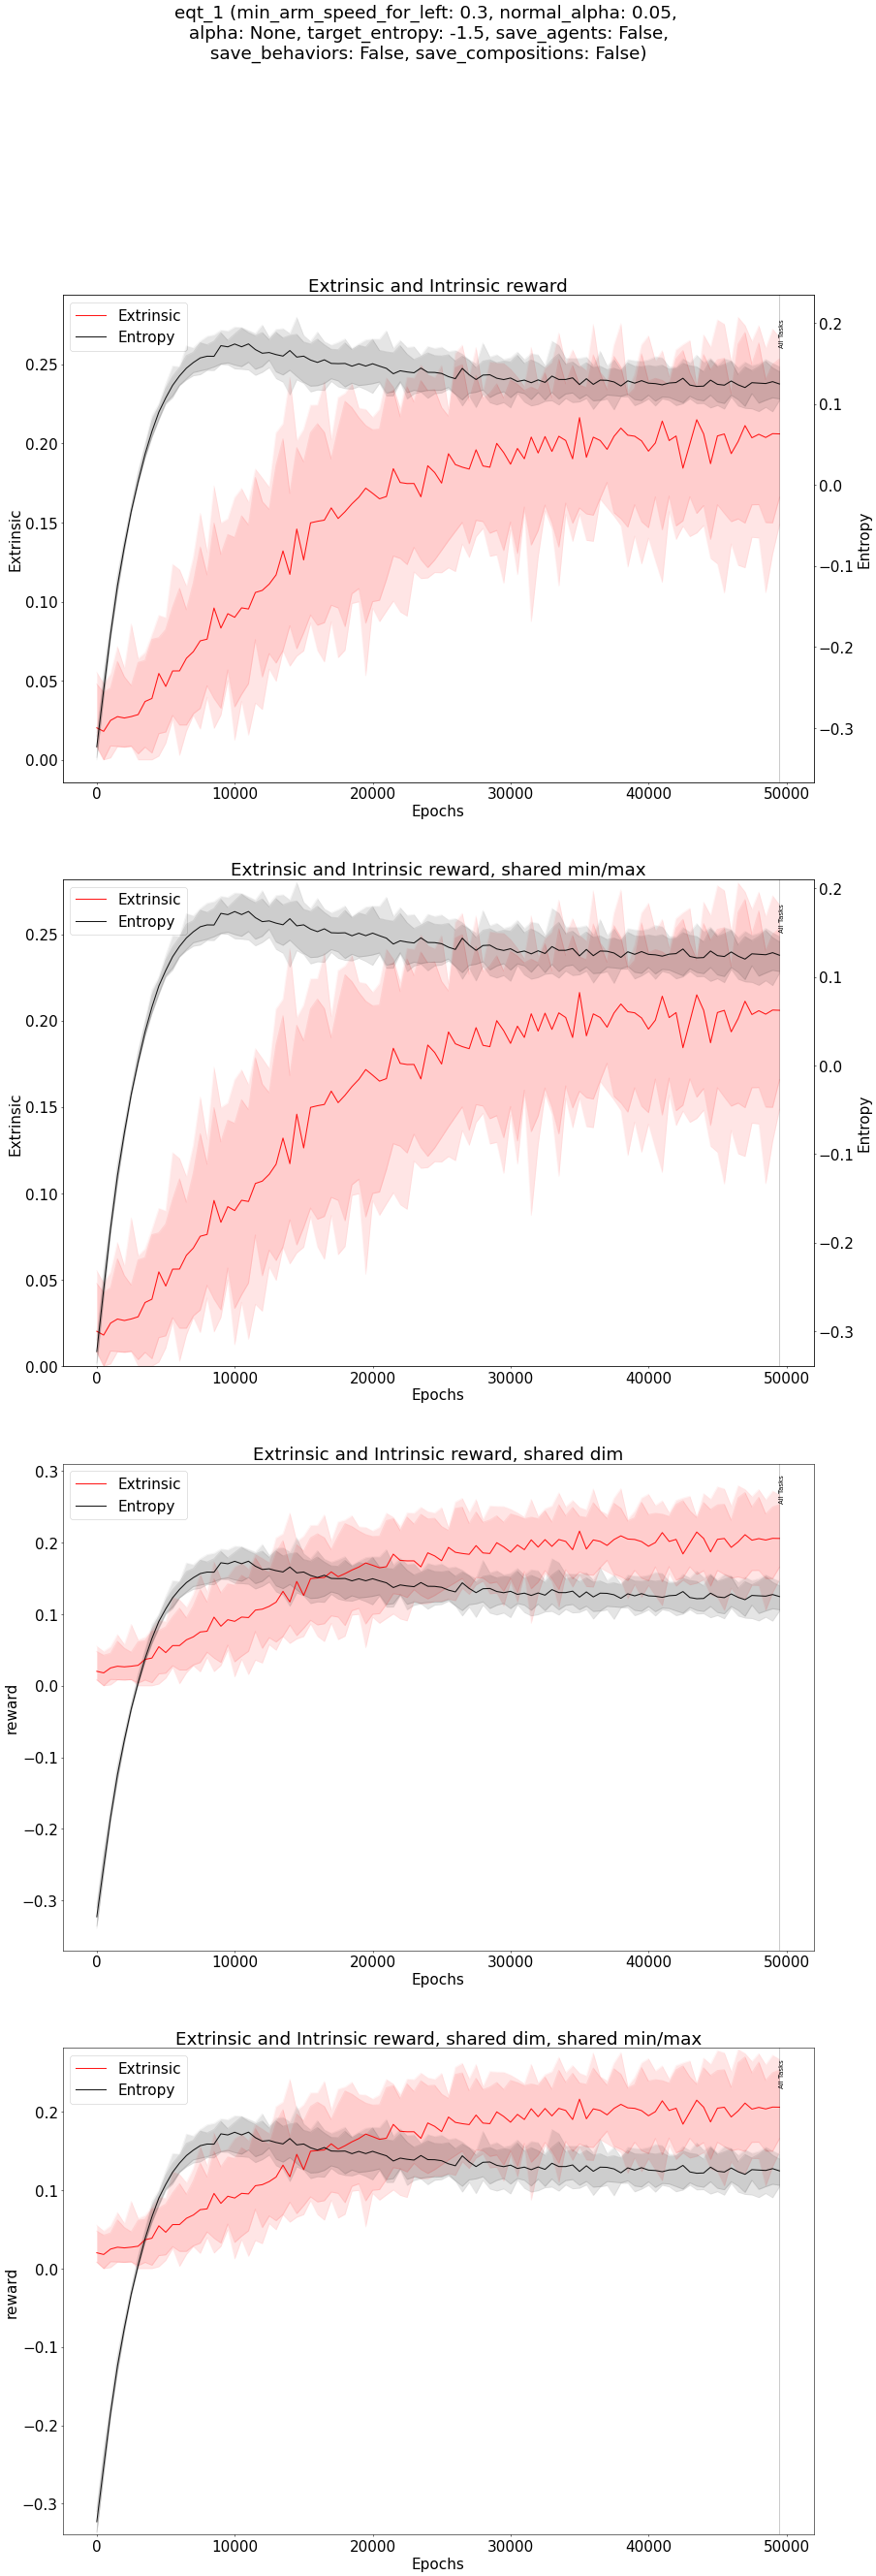 eqt_1 (min_arm_speed_for_left: 0.3, normal_alpha: 0.05,
alpha: None, target_entropy: -1.5, save_agents: False,
save_behaviors: False, save_compositions: False)
Extrinsic and Intrinsic reward
Extrinsic
Entropy
All Tasks
0.25
0.20
0.15
0.10
0.05
0.00
Extrinsic
0.2
0.1
0.0
−0.1
−0.2
−0.3
Entropy
0 10000 20000 30000 40000 50000
Epochs
Extrinsic and Intrinsic reward, shared min/max
Extrinsic
Entropy
All Tasks
0.25
0.20
0.15
0.10
0.05
0.00
Extrinsic
0.2
0.1
0.0
−0.1
−0.2
−0.3
Entropy
0 10000 20000 30000 40000 50000
Epochs
Extrinsic and Intrinsic reward, shared dim
Extrinsic
Entropy
All Tasks
0.3
0.2
0.1
0.0
−0.1
−0.2
−0.3
reward
0 10000 20000 30000 40000 50000
Epochs
Extrinsic and Intrinsic reward, shared dim, shared min/max
Extrinsic
Entropy
All Tasks
0.2
0.1
0.0
−0.1
−0.2
−0.3
reward
0 10000 20000 30000 40000 50000
Epochs